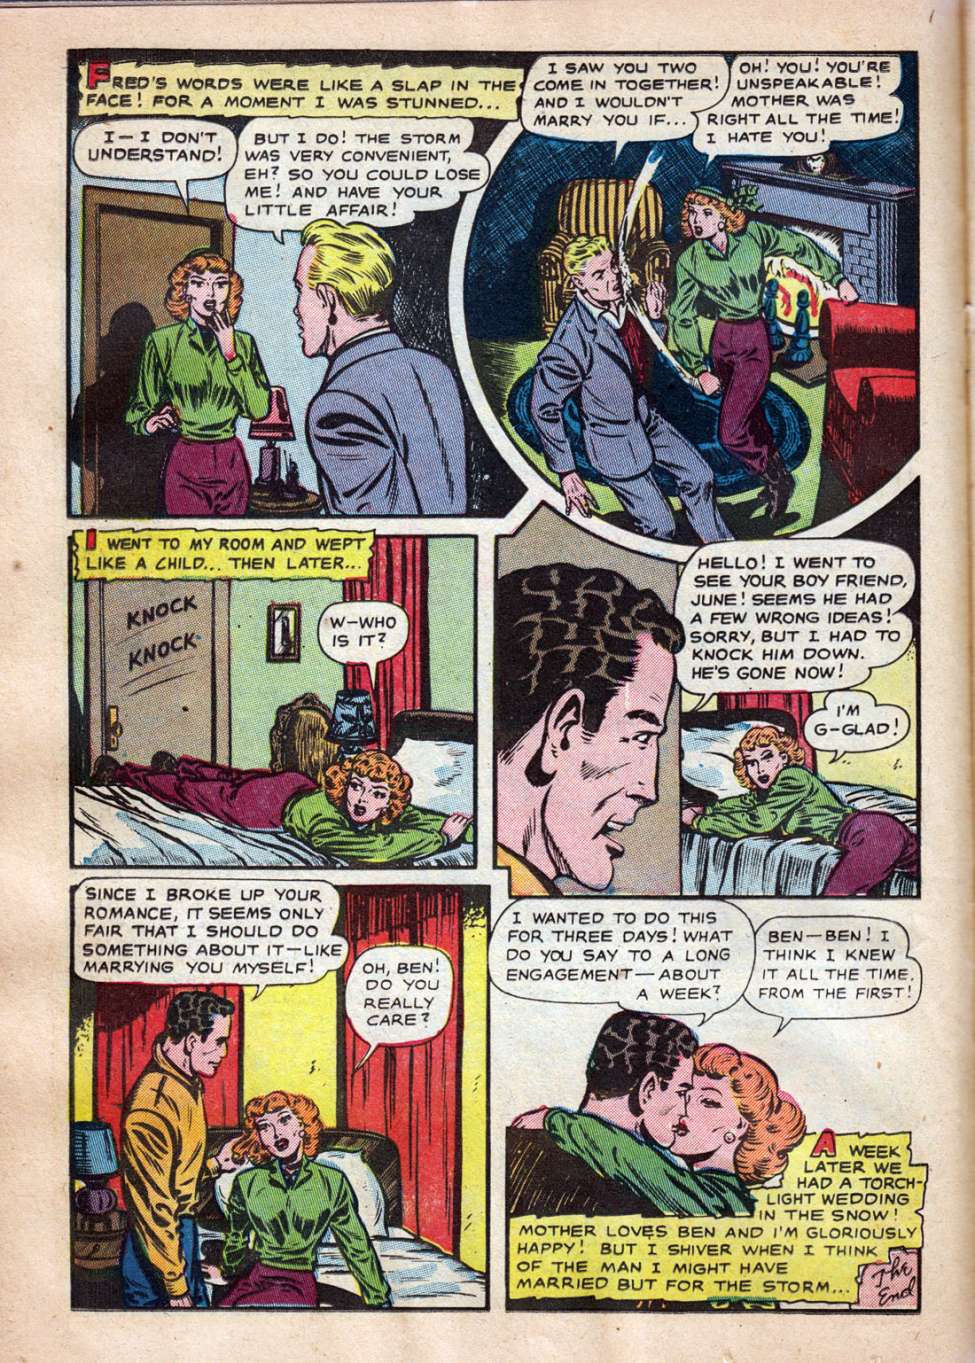 FRED'S WORDS WERE LIKE A SLAP IN THE
FACE! FOR A MOMENT I WAS STUNNED...
I—I DON'T
UNDERSTAND!
BUT I DO! THE STORM
WAS VERY CONVENIENT,
EH? SO YOU COULD LOSE
ME! AND HAVE YOUR
LITTLE AFFAIR!
I SAW YOU TWO
COME IN TOGETHER!
AND I WOULDN'T
MARRY YOU IF...
OH! YOU! YOU'RE
UNSPEAKABLE!
MOTHER WAS
RIGHT ALL THE TIME!
I HATE YOU!
I WENT TO MY ROOM AND WEPT
LIKE A CHILD... THEN LATER...
KNOCK
KNOCK
W-WHO
IS IT?
HELLO! I WENT TO
SEE YOUR BOY FRIEND,
JUNE! SEEMS HE HAD
A FEW WRONG IDEAS!
SORRY, BUT I HAD TO
KNOCK HIM DOWN.
HE'S GONE NOW!
I'M
G-GLAD!
SINCE I BROKE UP YOUR
ROMANCE, IT SEEMS ONLY
FAIR THAT I SHOULD DO
SOMETHING ABOUT IT—LIKE
MARRYING YOU MYSELF!
OH, BEN!
DO YOU
REALLY
CARE?
I WANTED TO DO THIS
FOR THREE DAYS! WHAT
DO YOU SAY TO A LONG
ENGAGEMENT—ABOUT
A WEEK?
BEN—BEN! I
THINK I KNEW
IT ALL THE TIME,
FROM THE FIRST!
A WEEK
LATER WE
HAD A TORCH-
LIGHT WEDDING
IN THE SNOW!
MOTHER LOVES BEN AND I'M GLORIOUSLY
HAPPY! BUT I SHIVER WHEN I THINK
OF THE MAN I MIGHT HAVE
MARRIED BUT FOR THE STORM...
The
End